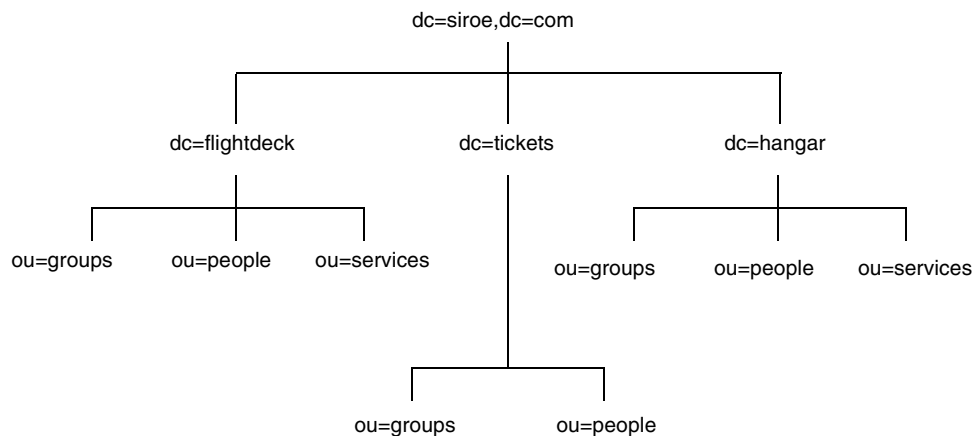 dc=siroe,dc=com
dc=flightdeck
dc=tickets
dc=hangar
ou=groups
ou=people
ou=services
ou=groups
ou=people
ou=services
ou=groups
ou=people